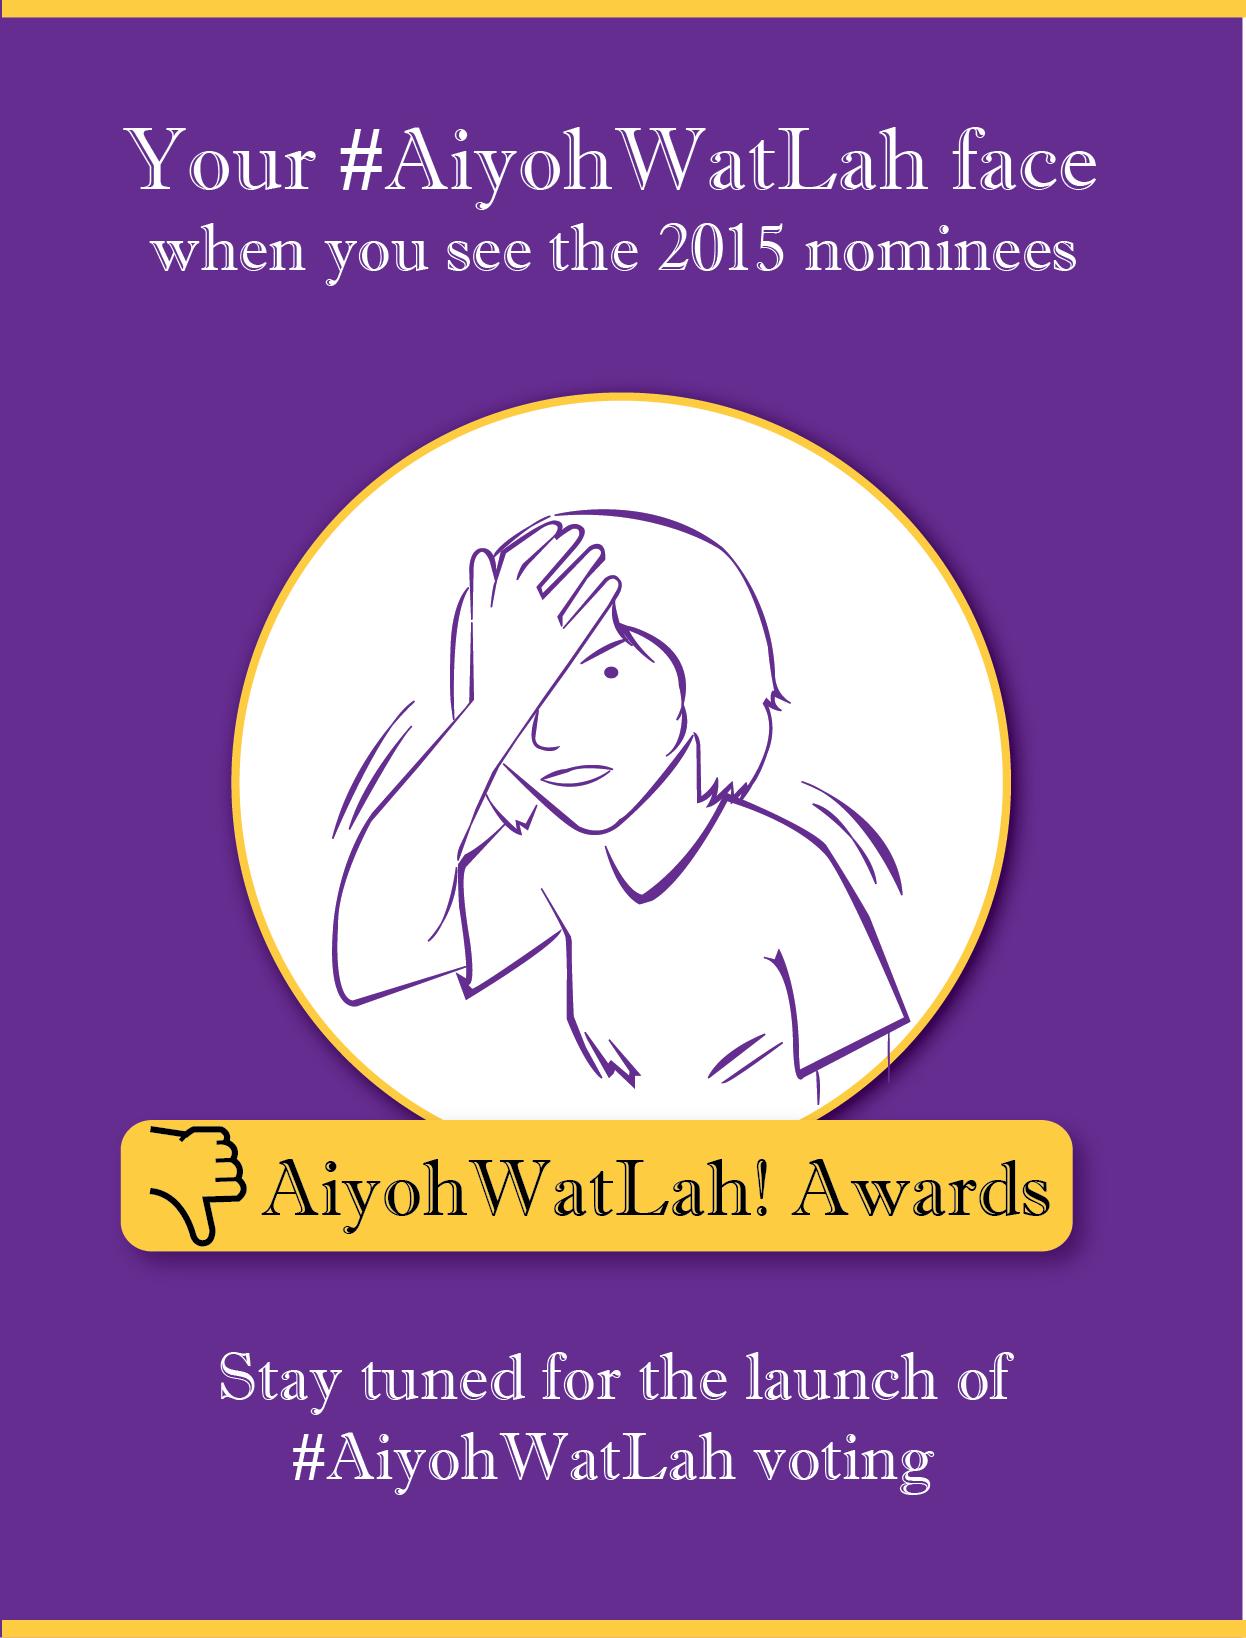 Your #AiyohWatLah face
when you see the 2015 nominees
AiyohWatLah! Awards
Stay tuned for the launch of
#AiyohWatLah voting